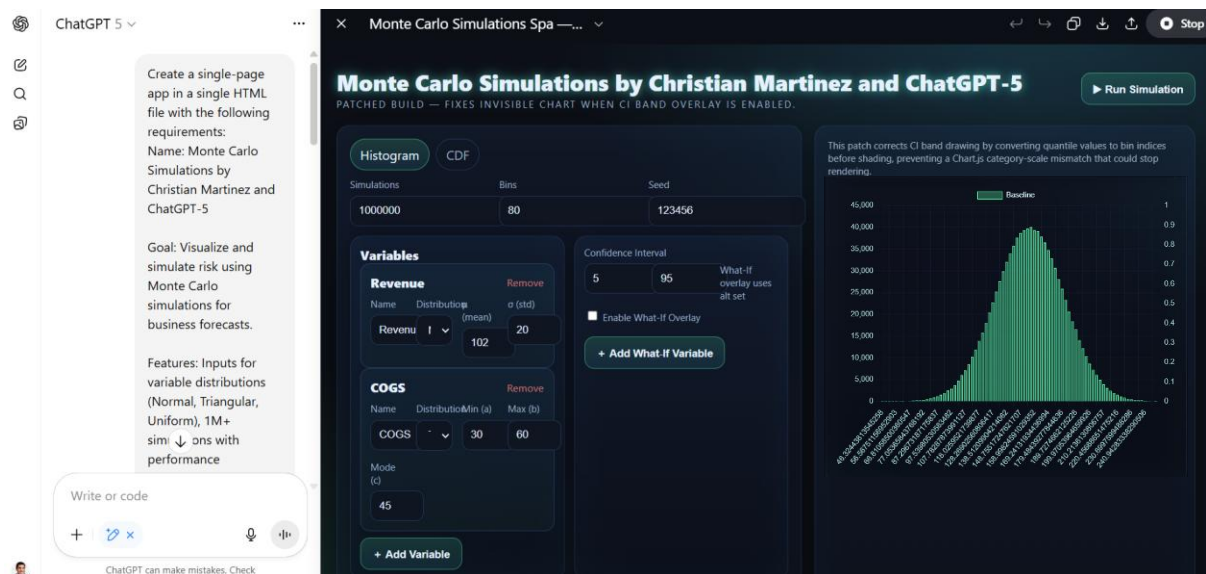 ChatGPT 5
Create a single-page
app in a single HTML
file with the following
requirements:
Name: Monte Carlo
Simulations by
Christian Martinez and
ChatGPT-5
Goal: Visualize and
simulate risk using
Monte Carlo
simulations for
business forecasts.
Features: Inputs for
variable distributions
(Normal, Triangular,
Uniform), 1M+
with
performance
Write or code
ChatGPT can make mistakes. Check
Monte Carlo Simulations Spa —...
Stop
Monte Carlo Simulations by Christian Martinez and ChatGPT-5
PATCHED BUILD — FIXES INVISIBLE CHART WHEN CI BAND OVERLAY IS ENABLED.
Run Simulation
Histogram CDF
Simulations Bins Seed
1000000 80 123456
Variables
Revenue Remove
Name Distribution μ (mean) σ (std)
Revenu 102 20
COGS Remove
Name Distribution Min (a) Max (b)
COGS 30 60
Mode
(c)
45
+ Add Variable
Confidence Interval
5 95
What-If
overlay uses
alt set
Enable What-If Overlay
+ Add What-If Variable
This patch corrects CI band drawing by converting quantile values to bin indices
before shading, preventing a Chart.js category-scale mismatch that could stop
rendering.
Baseline
45,000
40,000
35,000
30,000
25,000
20,000
15,000
10,000
5,000
0
1
0.9
0.8
0.7
0.6
0.5
0.4
0.3
0.2
0.1
0